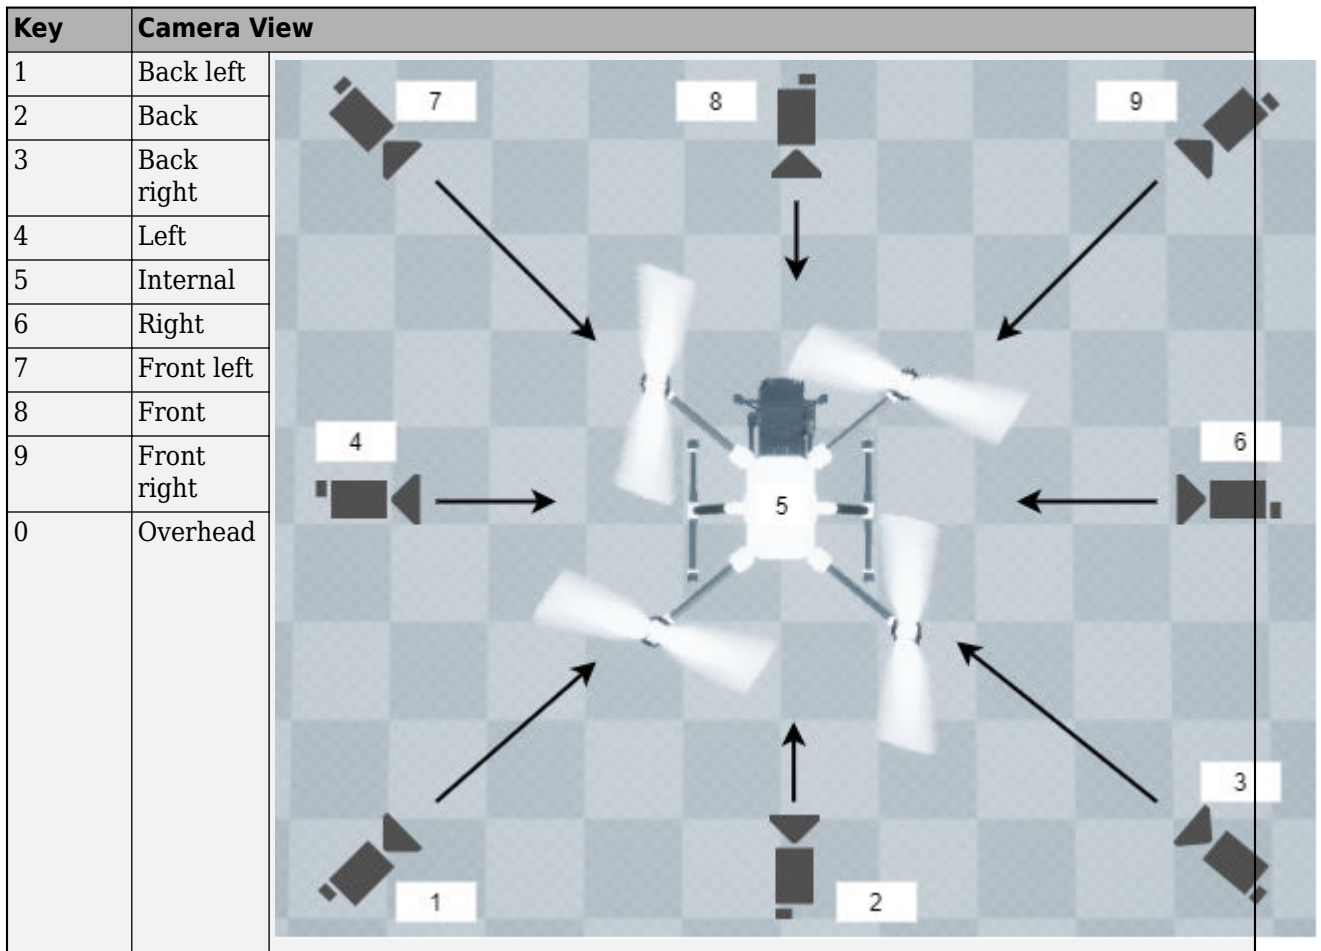 Key Camera View
1 Back left
2 Back
3 Back
right
4 Left
5 Internal
6 Right
7 Front left
8 Front
9 Front
right
0 Overhead
7 8 9
4 6
5
3
1 2